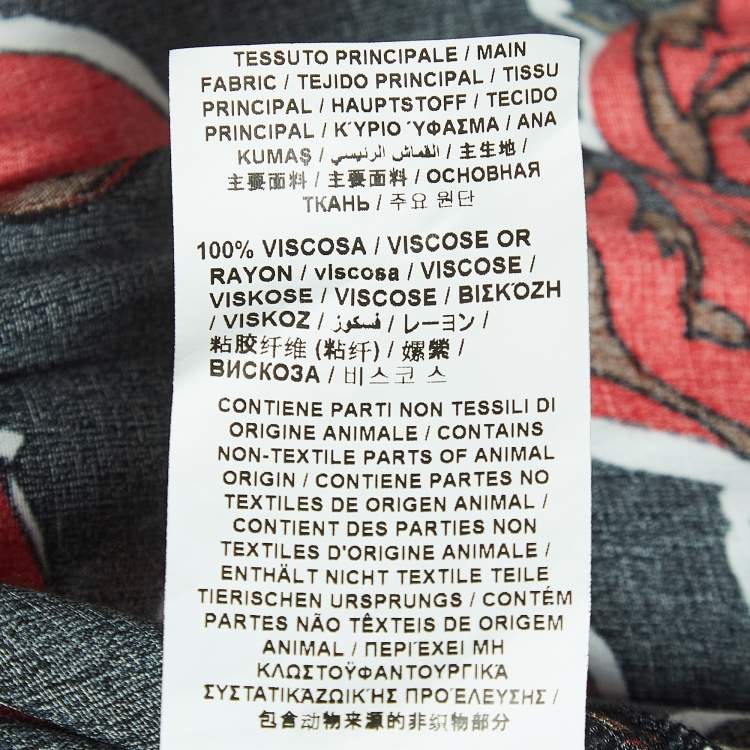 TESSUTO PRINCIPALE / MAIN
FABRIC / TEJIDO PRINCIPAL / TISSU
PRINCIPAL / HAUPTSTOFF / TECIDO
PRINCIPAL / ΚΎΡΙΟ ΎΦΑΣΜΑ / ANA
KUMAŞ / القماش الرئيسي / 主生地 /
主要面料 / 主要面料 / ОСНОВНАЯ
ТКАНЬ / 주요 원단
100% VISCOSA / VISCOSE OR
RAYON / viscosa / VISCOSE /
VISKOSE / VISCOSE / ΒΙΣΚΌΖΗ
/ VISKOZ / فسكوز / レーヨン /
粘胶纤维 (粘纤) / 嫘縈 /
ВИСКОЗА / 비스코 스
CONTIENE PARTI NON TESSILI DI
ORIGINE ANIMALE / CONTAINS
NON-TEXTILE PARTS OF ANIMAL
ORIGIN / CONTIENE PARTES NO
TEXTILES DE ORIGEN ANIMAL /
CONTIENT DES PARTIES NON
TEXTILES D'ORIGINE ANIMALE /
ENTHÄLT NICHT TEXTILE TEILE
TIERISCHEN URSPRUNGS / CONTÉM
PARTES NÃO TÊXTEIS DE ORIGEM
ANIMAL / ΠΕΡΙΈΧΕΙ ΜΗ
ΚΛΩΣΤΟΫΦΑΝΤΟΥΡΓΙΚΆ
ΣΥΣΤΑΤΙΚΆΖΩΙΚΉΣ ΠΡΟΈΛΕΥΣΗΣ /
包含动物来源的非织物部分